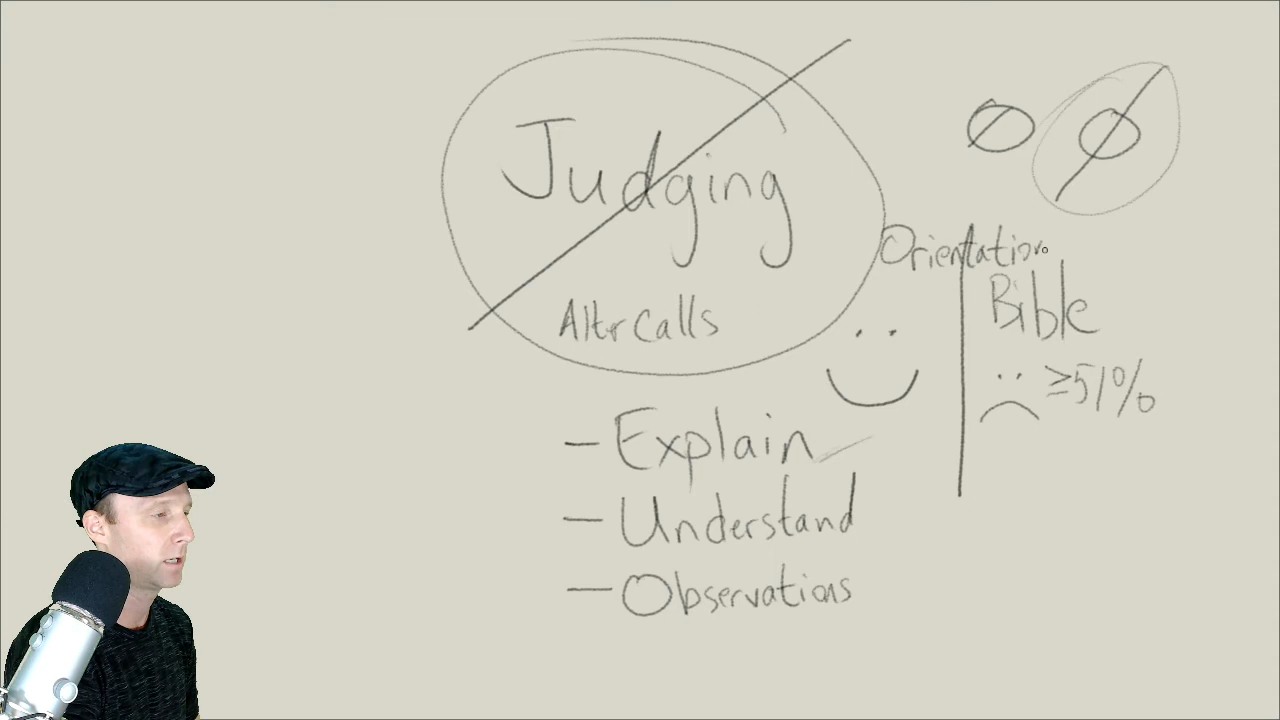 Judging
Altr Calls
Orientation
Bible
≥51%
- Explain
- Understand
- Observations